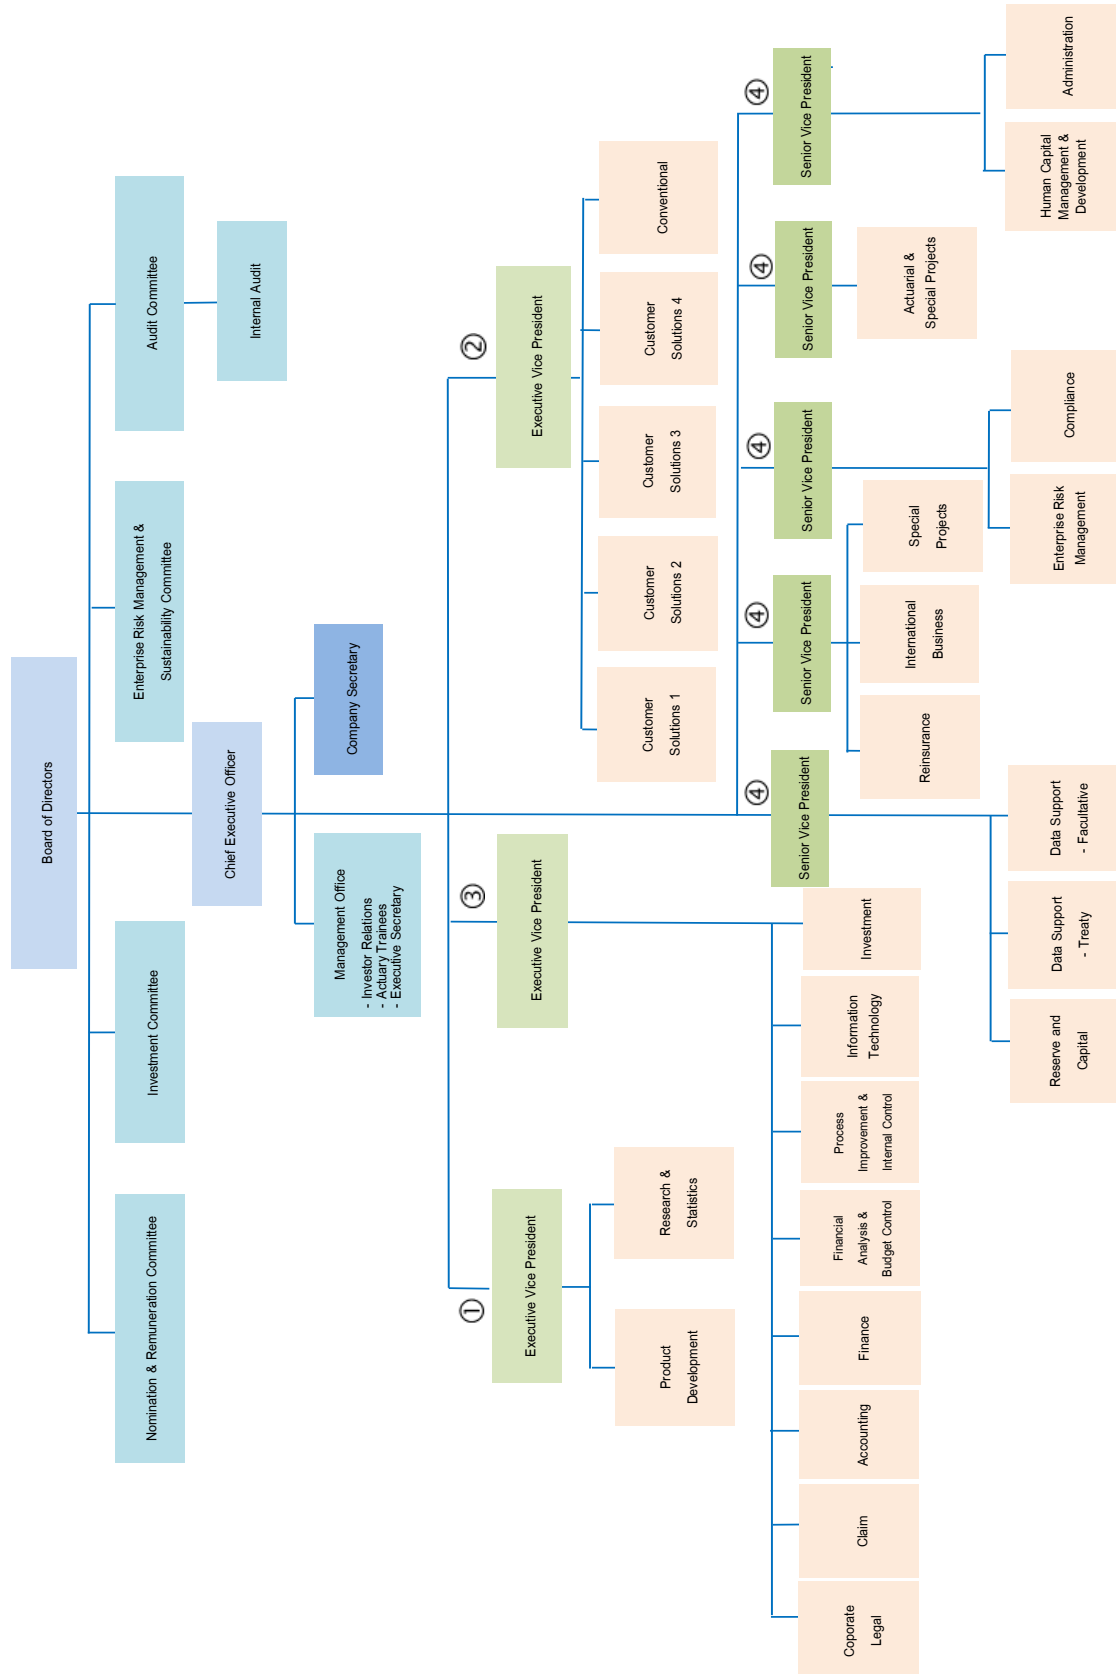 Board of Directors
Nomination & Remuneration Committee
Investment Committee
Enterprise Risk Management &
Sustainability Committee
Audit Committee
Internal Audit
Chief Executive Officer
Management Office
- Investor Relations
- Actuary Trainees
- Executive Secretary
Company Secretary
①
Executive Vice President
Product
Development
Research &
Statistics
③
Executive Vice President
Coporate
Legal
Claim
Accounting
Finance
Financial
Analysis &
Budget Control
Process
Improvement &
Internal Control
Information
Technology
Investment
②
Executive Vice President
Customer
Solutions 1
Customer
Solutions 2
Customer
Solutions 3
Customer
Solutions 4
Conventional
④
Senior Vice President
Reserve and
Capital
Data Support
- Treaty
Data Support
- Facultative
④
Senior Vice President
Reinsurance
International
Business
Special
Projects
④
Senior Vice President
Enterprise Risk
Management
Compliance
④
Senior Vice President
Actuarial &
Special Projects
④
Senior Vice President
Human Capital
Management &
Development
Administration